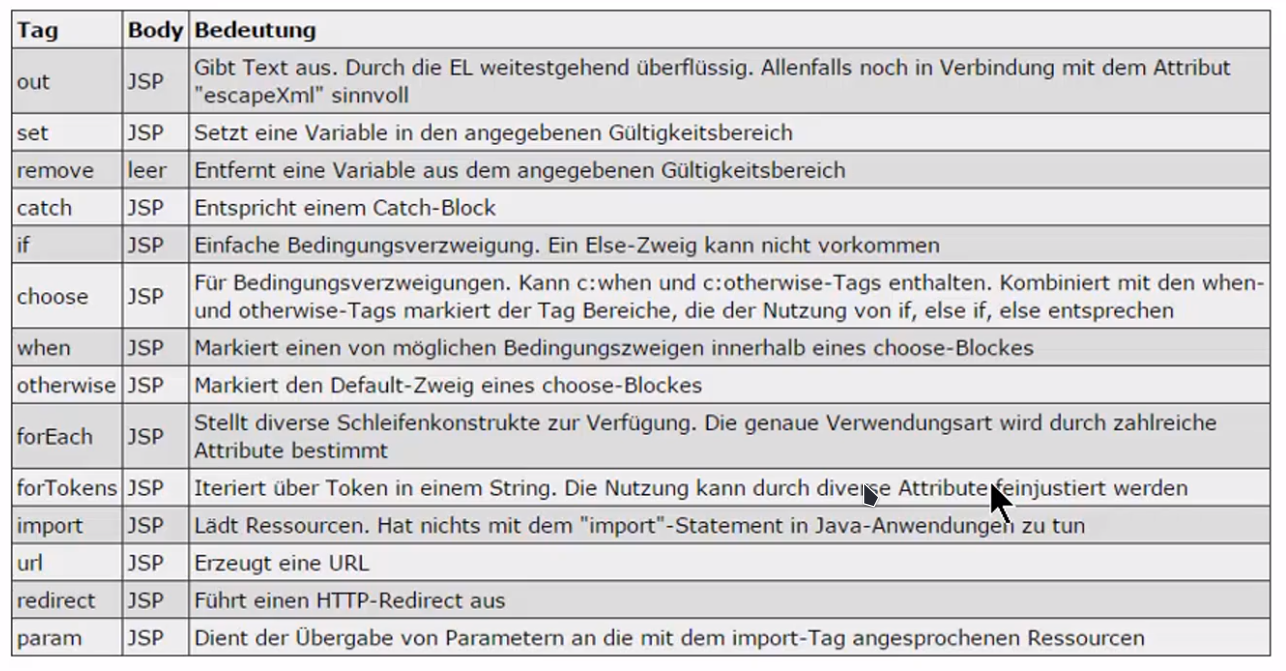 Tag Body Bedeutung
out JSP Gibt Text aus. Durch die EL weitestgehend überflüssig. Allenfalls noch in Verbindung mit dem Attribut
"escapeXml" sinnvoll
set JSP Setzt eine Variable in den angegebenen Gültigkeitsbereich
remove leer Entfernt eine Variable aus dem angegebenen Gültigkeitsbereich
catch JSP Entspricht einem Catch-Block
if JSP Einfache Bedingungsverzweigung. Ein Else-Zweig kann nicht vorkommen
choose JSP Für Bedingungsverzweigungen. Kann c:when und c:otherwise-Tags enthalten. Kombiniert mit den when-
und otherwise-Tags markiert der Tag Bereiche, die der Nutzung von if, else if, else entsprechen
when JSP Markiert einen von möglichen Bedingungszweigen innerhalb eines choose-Blockes
otherwise JSP Markiert den Default-Zweig eines choose-Blockes
forEach JSP Stellt diverse Schleifenkonstrukte zur Verfügung. Die genaue Verwendungsart wird durch zahlreiche
Attribute bestimmt
forTokens JSP Iteriert über Token in einem String. Die Nutzung kann durch diverse Attribute feinjustiert werden
import JSP Lädt Ressourcen. Hat nichts mit dem "import"-Statement in Java-Anwendungen zu tun
url JSP Erzeugt eine URL
redirect JSP Führt einen HTTP-Redirect aus
param JSP Dient der Übergabe von Parametern an die mit dem import-Tag angesprochenen Ressourcen